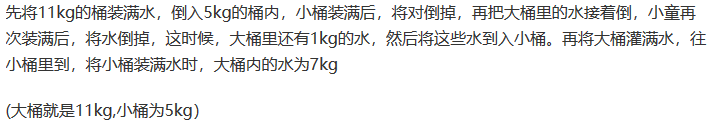 先将11kg的桶装满水，倒入5kg的桶内，小桶装满后，将对倒掉，再把大桶里的水接着倒，小童再
次装满后，将水倒掉，这时候，大桶里还有1kg的水，然后将这些水到入小桶。再将大桶灌满水，往
小桶里到，将小桶装满水时，大桶内的水为7kg
(大桶就是11kg,小桶为5kg)